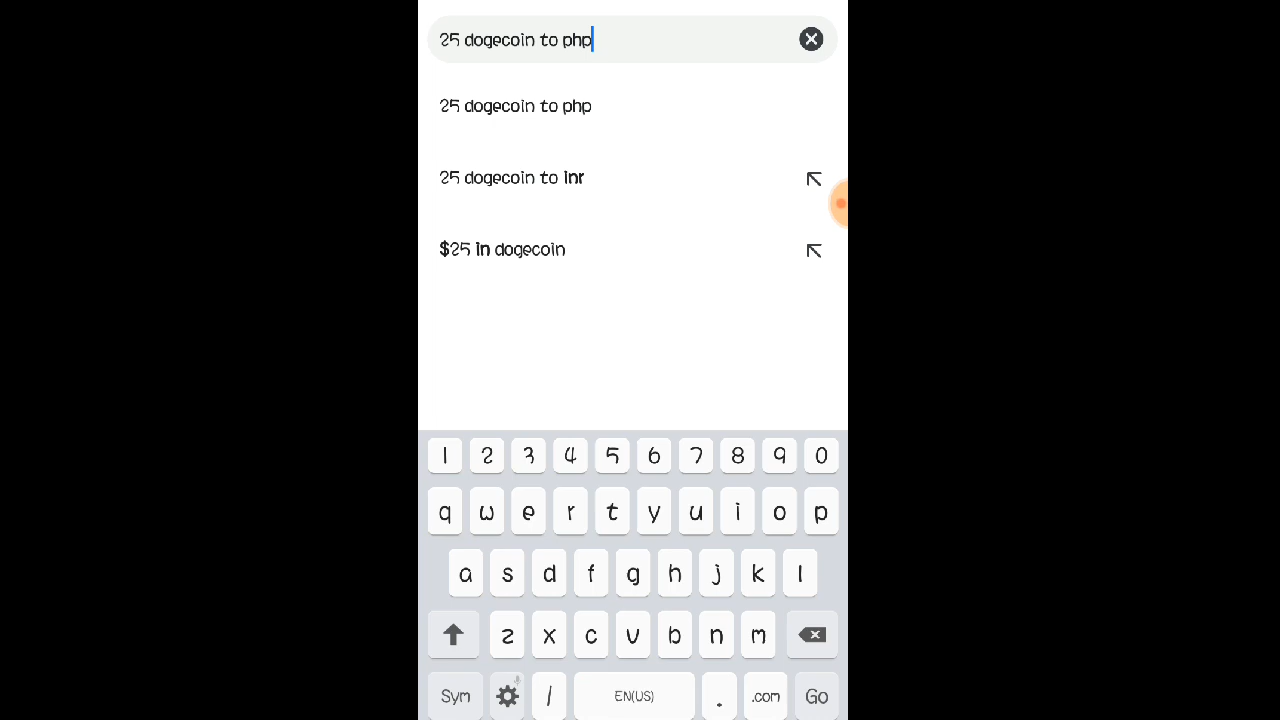 25 dogecoin to php
25 dogecoin to php
25 dogecoin to inr
$25 in dogecoin
1 2 3 4 5 6 7 8 9 0
q w e r t y u i o p
a s d f g h j k l
z x c v b n m
Sym / EN(US) . .com Go